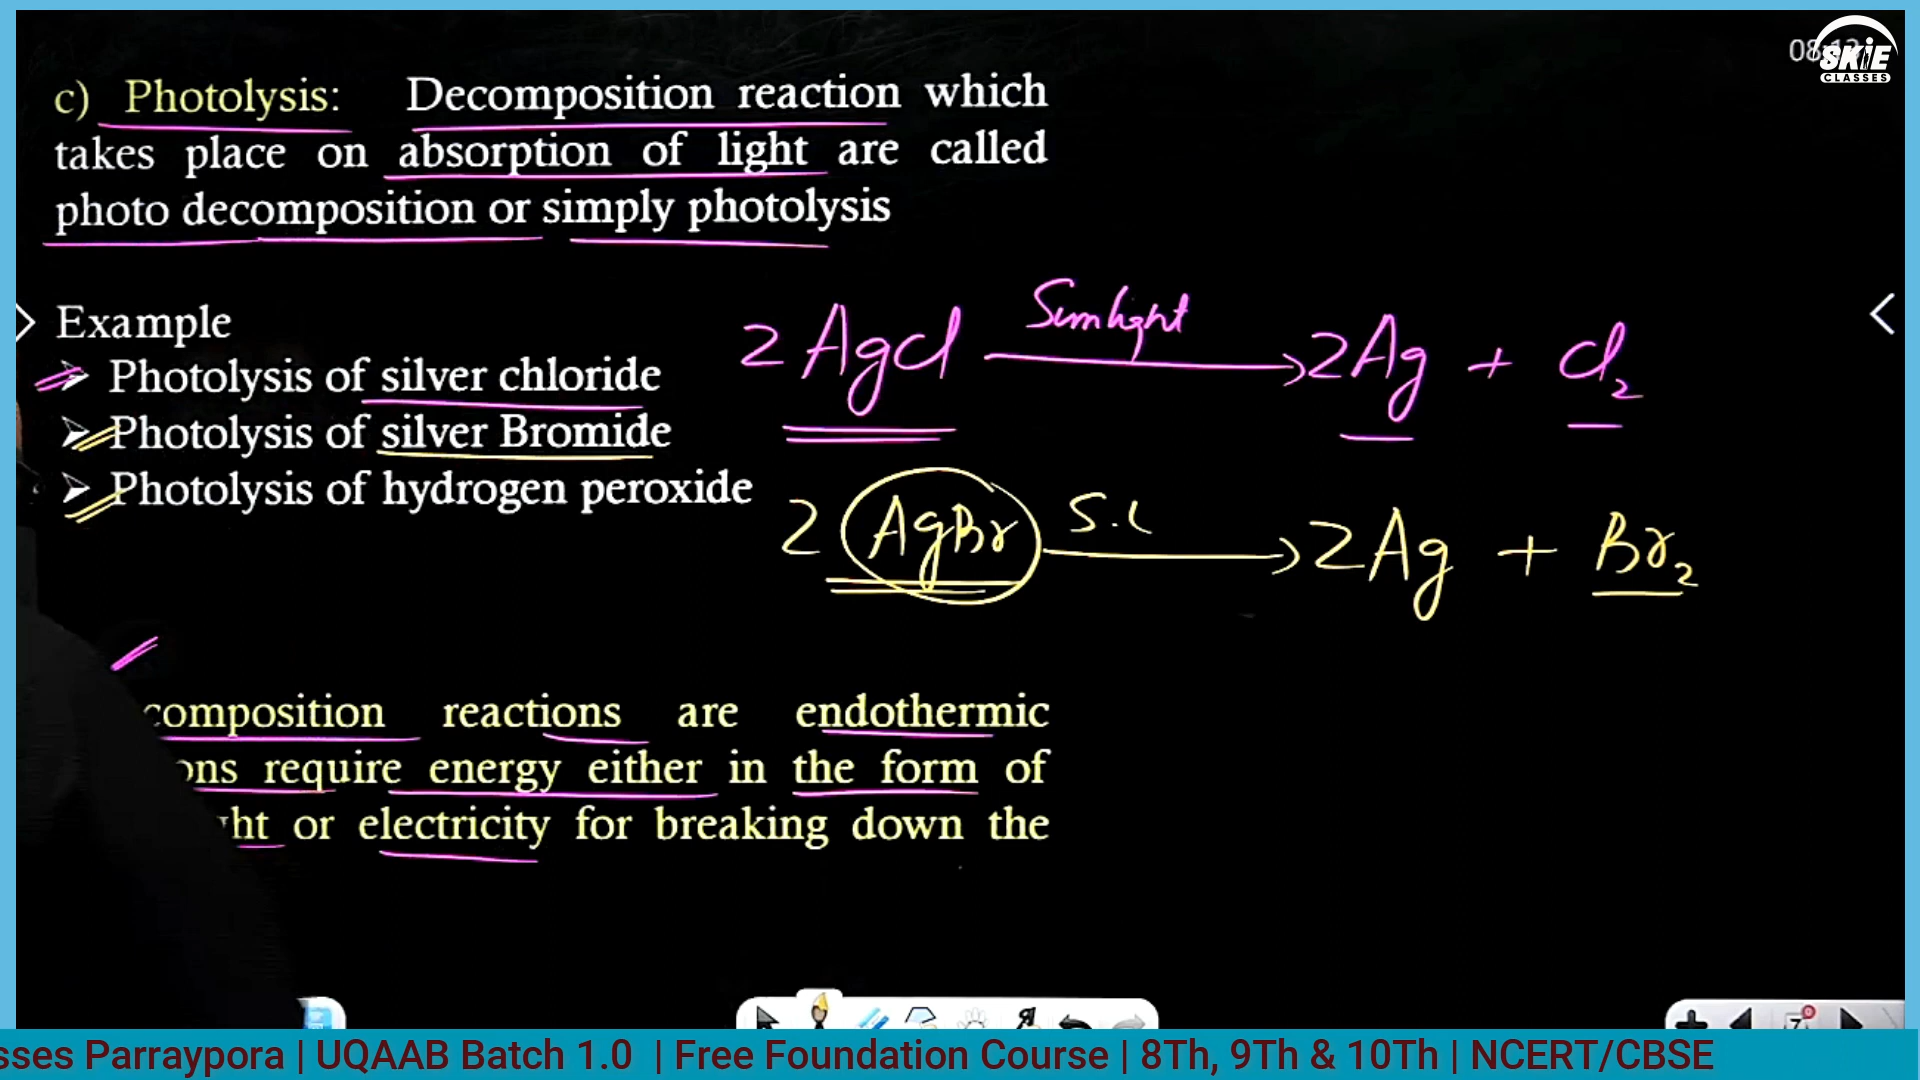 SKiE
CLASSES
c) Photolysis: Decomposition reaction which
takes place on absorption of light are called
photo decomposition or simply photolysis
Example
Photolysis of silver chloride
Photolysis of silver Bromide
Photolysis of hydrogen peroxide
2AgCl Sunlight → 2Ag + Cl₂
2 AgBr S.L → 2Ag + Br₂
composition reactions are endothermic
ons require energy either in the form of
ght or electricity for breaking down the
sses Parraypora | UQAAB Batch 1.0 | Free Foundation Course | 8Th, 9Th & 10Th | NCERT/CBSE